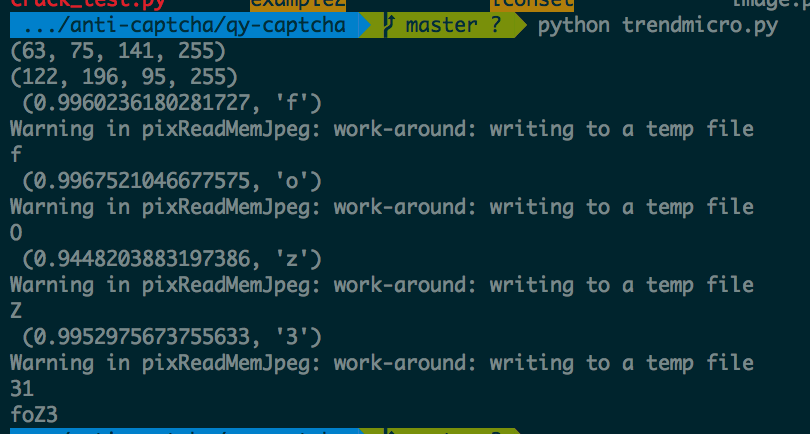 crack_test.py example2 iconset image.p
.../anti-captcha/qy-captcha master ? python trendmicro.py
(63, 75, 141, 255)
(122, 196, 95, 255)
(0.9960236180281727, 'f')
Warning in pixReadMemJpeg: work-around: writing to a temp file
f
(0.9967521046677575, 'o')
Warning in pixReadMemJpeg: work-around: writing to a temp file
O
(0.9448203883197386, 'z')
Warning in pixReadMemJpeg: work-around: writing to a temp file
Z
(0.9952975673755633, '3')
Warning in pixReadMemJpeg: work-around: writing to a temp file
31
foZ3